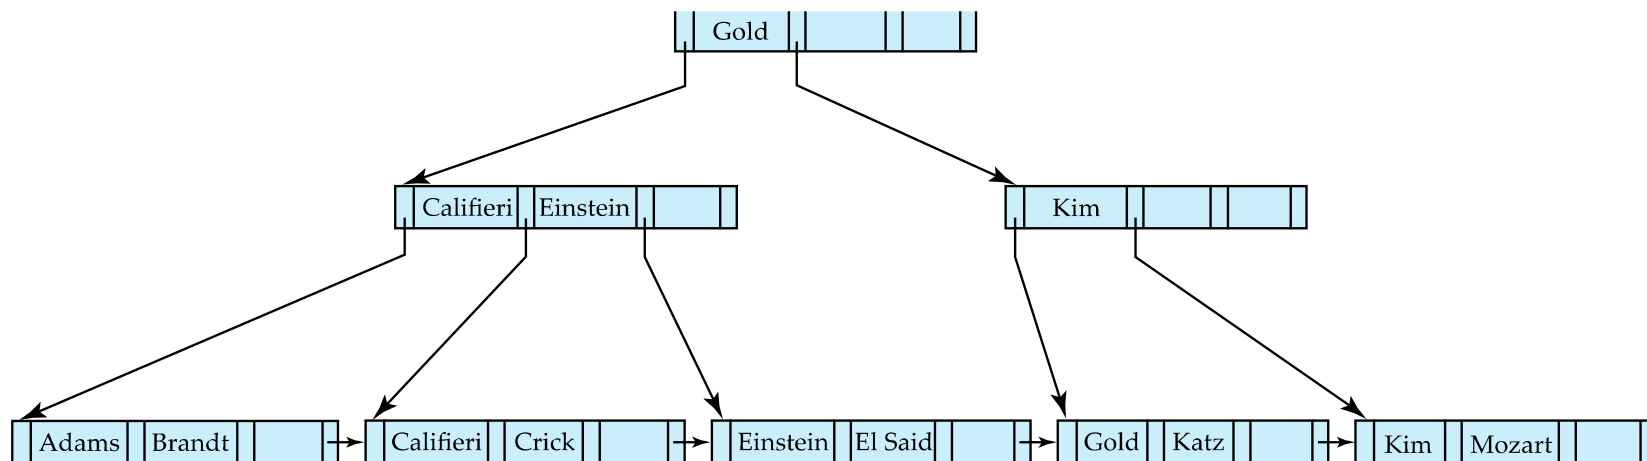 Gold
Califieri Einstein
Kim
Adams Brandt
Califieri Crick
Einstein El Said
Gold Katz
Kim Mozart